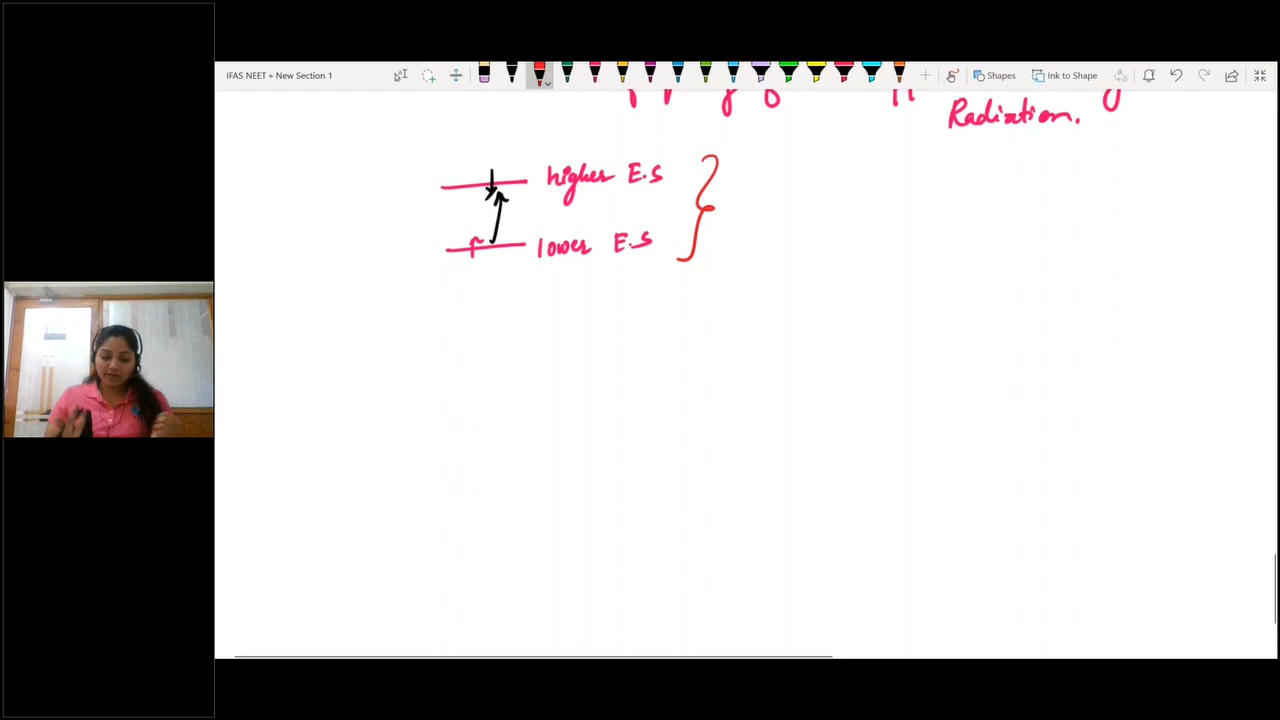 IFAS NEET » New Section 1
Shapes
Ink to Shape
Radiation.
higher E.S
lower E.S